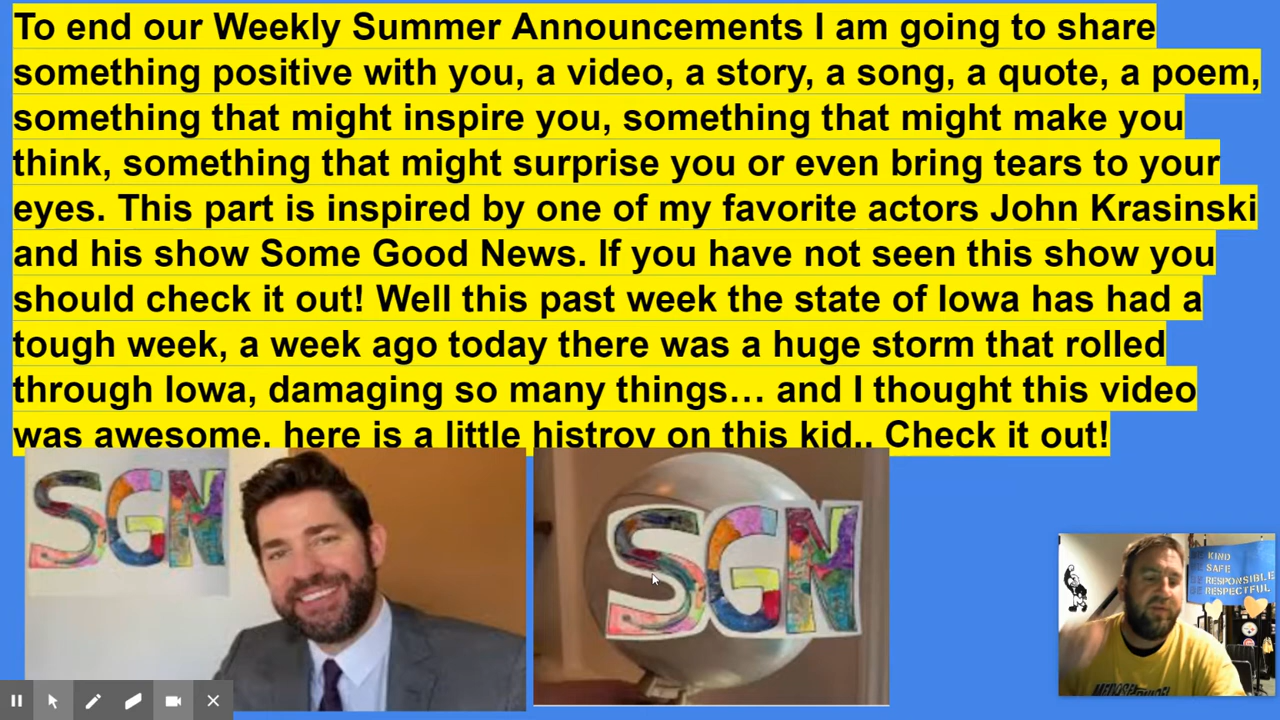 To end our Weekly Summer Announcements I am going to share
something positive with you, a video, a story, a song, a quote, a poem,
something that might inspire you, something that might make you
think, something that might surprise you or even bring tears to your
eyes. This part is inspired by one of my favorite actors John Krasinski
and his show Some Good News. If you have not seen this show you
should check it out! Well this past week the state of Iowa has had a
tough week, a week ago today there was a huge storm that rolled
through Iowa, damaging so many things… and I thought this video
was awesome. here is a little histroy on this kid.. Check it out!
SGN
SGN
KIND
SAFE
RESPONSIBLE
RESPECTFUL